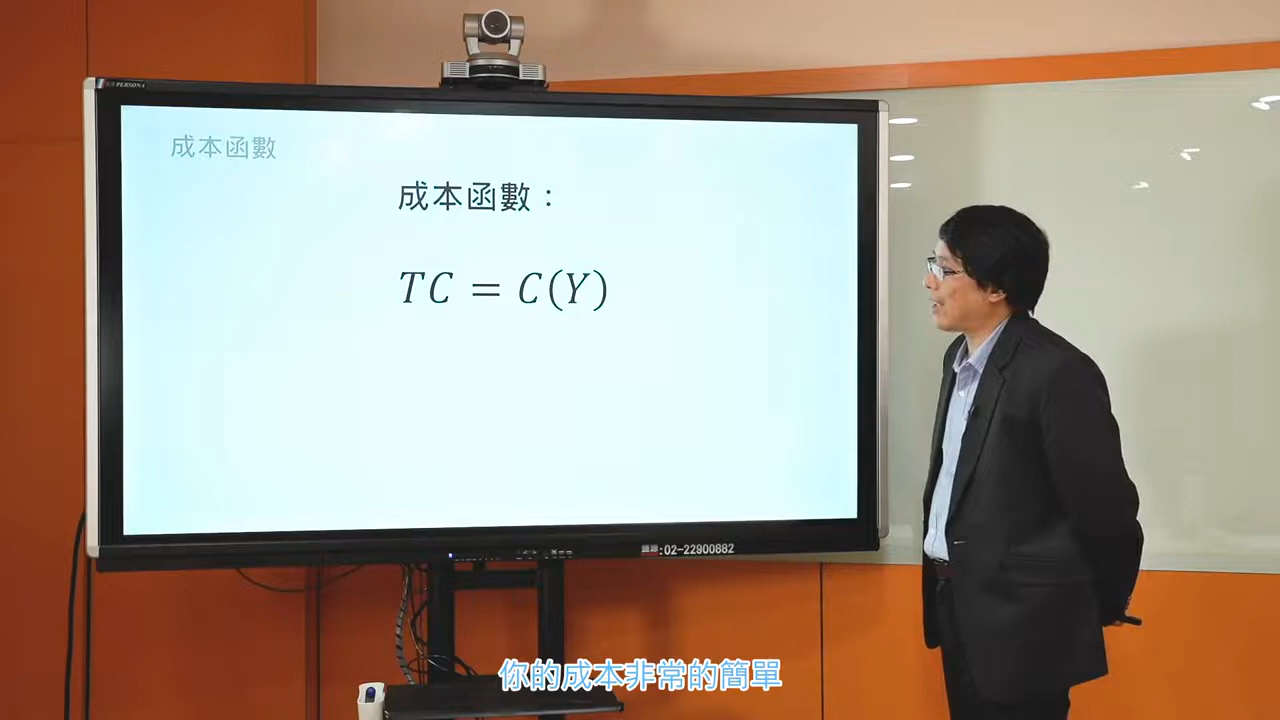 PERSONA
成本函數
成本函數：
TC = C(Y)
:02-22900882
你的成本非常的簡單